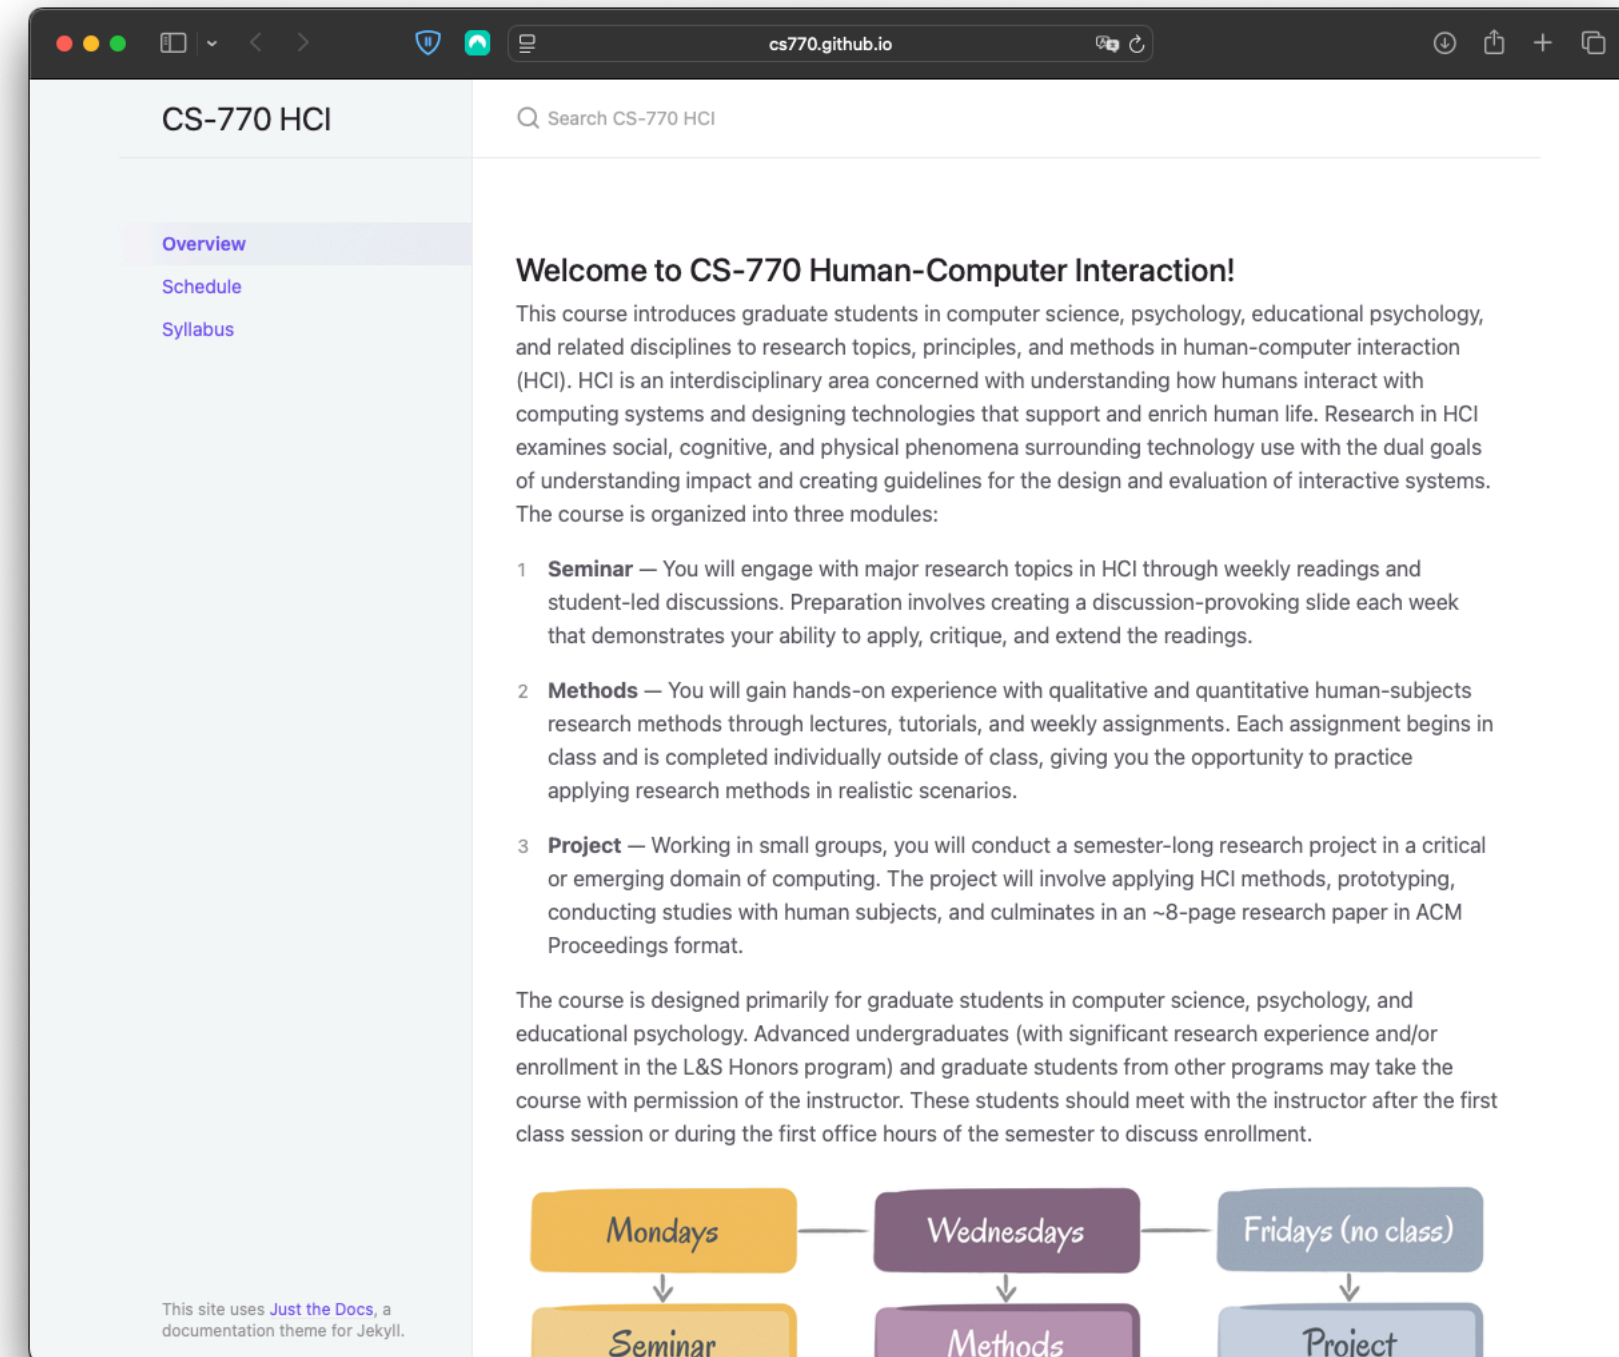 cs770.github.io
CS-770 HCI
Search CS-770 HCI
Overview
Schedule
Syllabus
Welcome to CS-770 Human-Computer Interaction!
This course introduces graduate students in computer science, psychology, educational psychology,
and related disciplines to research topics, principles, and methods in human-computer interaction
(HCI). HCI is an interdisciplinary area concerned with understanding how humans interact with
computing systems and designing technologies that support and enrich human life. Research in HCI
examines social, cognitive, and physical phenomena surrounding technology use with the dual goals
of understanding impact and creating guidelines for the design and evaluation of interactive systems.
The course is organized into three modules:
1 Seminar — You will engage with major research topics in HCI through weekly readings and
student-led discussions. Preparation involves creating a discussion-provoking slide each week
that demonstrates your ability to apply, critique, and extend the readings.
2 Methods — You will gain hands-on experience with qualitative and quantitative human-subjects
research methods through lectures, tutorials, and weekly assignments. Each assignment begins in
class and is completed individually outside of class, giving you the opportunity to practice
applying research methods in realistic scenarios.
3 Project — Working in small groups, you will conduct a semester-long research project in a critical
or emerging domain of computing. The project will involve applying HCI methods, prototyping,
conducting studies with human subjects, and culminates in an ~8-page research paper in ACM
Proceedings format.
The course is designed primarily for graduate students in computer science, psychology, and
educational psychology. Advanced undergraduates (with significant research experience and/or
enrollment in the L&S Honors program) and graduate students from other programs may take the
course with permission of the instructor. These students should meet with the instructor after the first
class session or during the first office hours of the semester to discuss enrollment.
Mondays
Wednesdays
Fridays (no class)
Seminar
Methods
Project
This site uses Just the Docs, a
documentation theme for Jekyll.